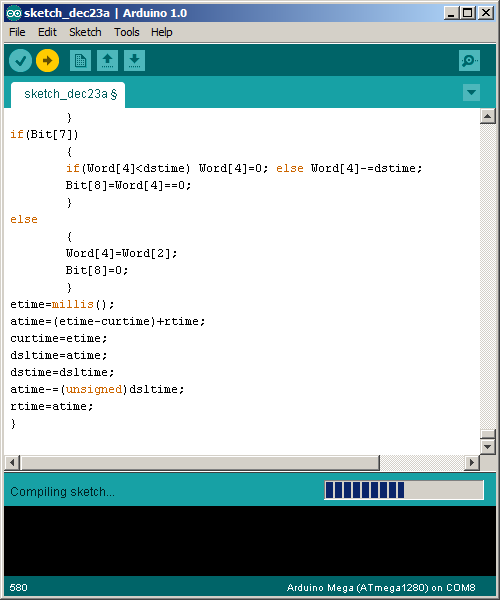 sketch_dec23a | Arduino 1.0
File Edit Sketch Tools Help
sketch_dec23a §
}
if(Bit[7])
{
if(Word[4]<dstime) Word[4]=0; else Word[4]-=dstime;
Bit[8]=Word[4]==0;
}
else
{
Word[4]=Word[2];
Bit[8]=0;
}
etime=millis();
atime=(etime-curtime)+rtime;
curtime=etime;
dsltime=atime;
dstime=dsltime;
atime-=(unsigned)dsltime;
rtime=atime;
}
Compiling sketch...
580 Arduino Mega (ATmega1280) on COM8